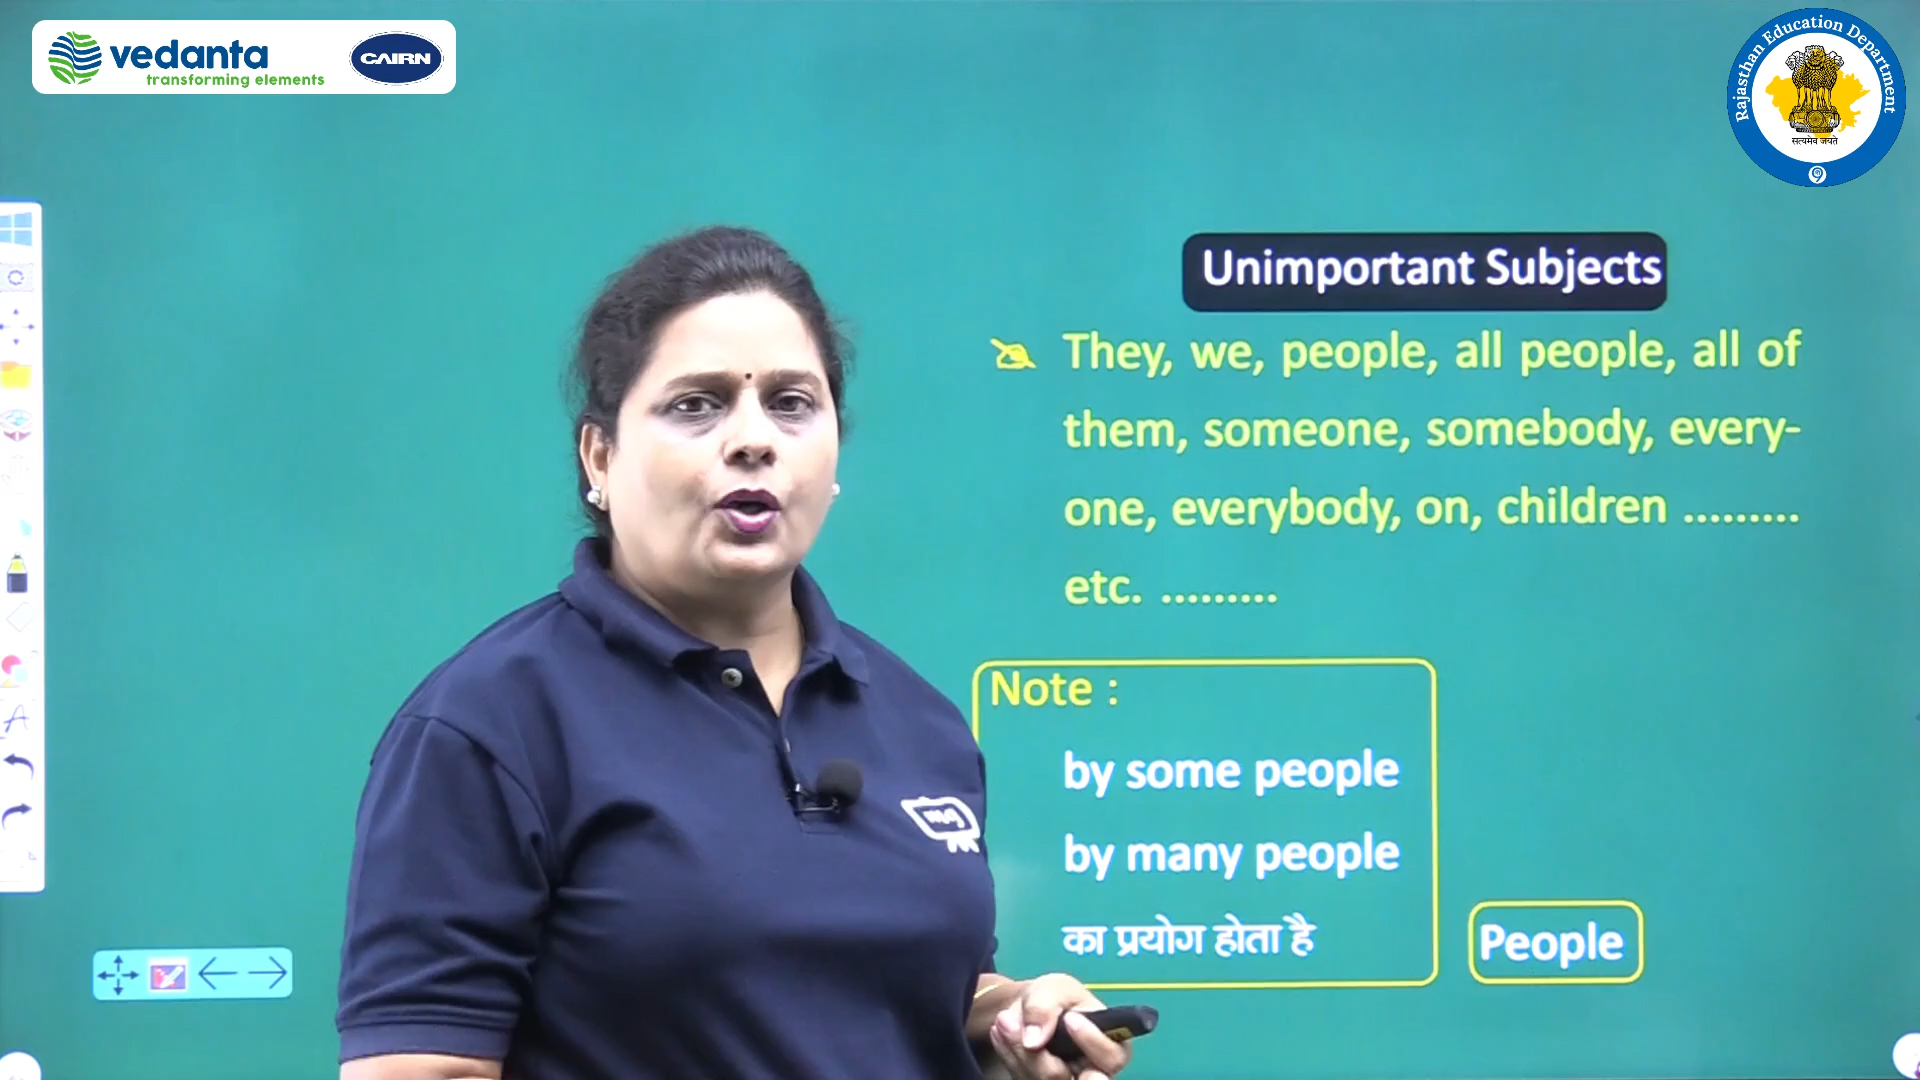 vedanta
transforming elements
CAIRN
Rajasthan Education Department
सत्यमेव जयते
Unimportant Subjects
They, we, people, all people, all of
them, someone, somebody, every-
one, everybody, on, children .........
etc. .........
Note :
by some people
by many people
का प्रयोग होता है
People